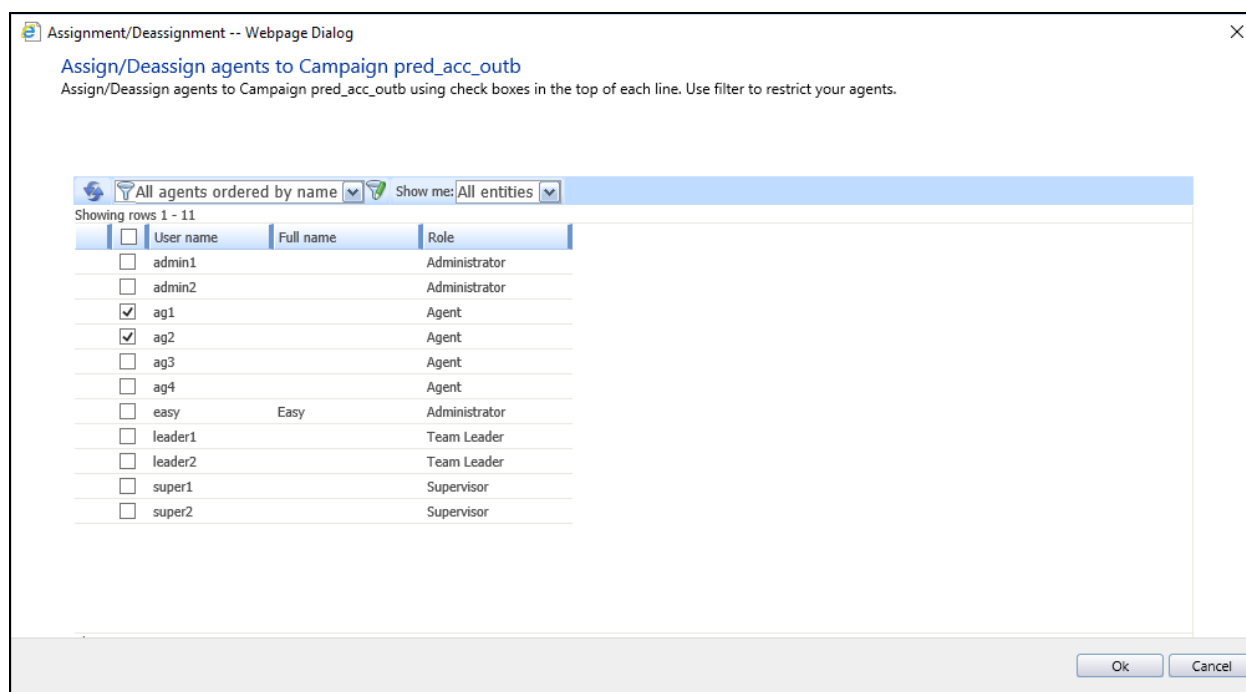 Assignment/Deassignment -- Webpage Dialog
Assign/Deassign agents to Campaign pred_acc_outb
Assign/Deassign agents to Campaign pred_acc_outb using check boxes in the top of each line. Use filter to restrict your agents.
All agents ordered by name Show me: All entities
Showing rows 1 - 11
User name Full name Role
admin1 Administrator
admin2 Administrator
ag1 Agent
ag2 Agent
ag3 Agent
ag4 Agent
easy Easy Administrator
leader1 Team Leader
leader2 Team Leader
super1 Supervisor
super2 Supervisor
Ok Cancel